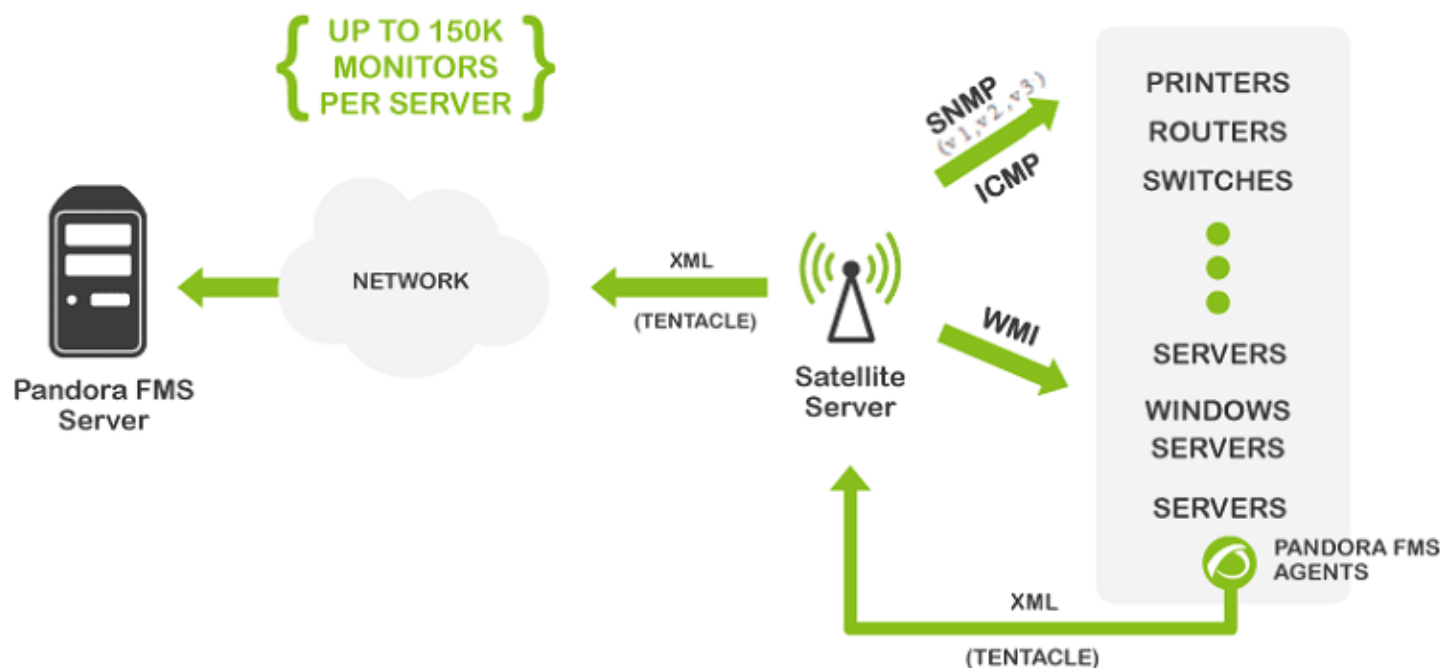 UP TO 150K
MONITORS
PER SERVER
SNMP
(v1,v2,v3)
ICMP
PRINTERS
ROUTERS
SWITCHES
NETWORK
XML
(TENTACLE)
WMI
Pandora FMS
Server
Satellite
Server
SERVERS
WINDOWS
SERVERS
SERVERS
PANDORA FMS
AGENTS
XML
(TENTACLE)